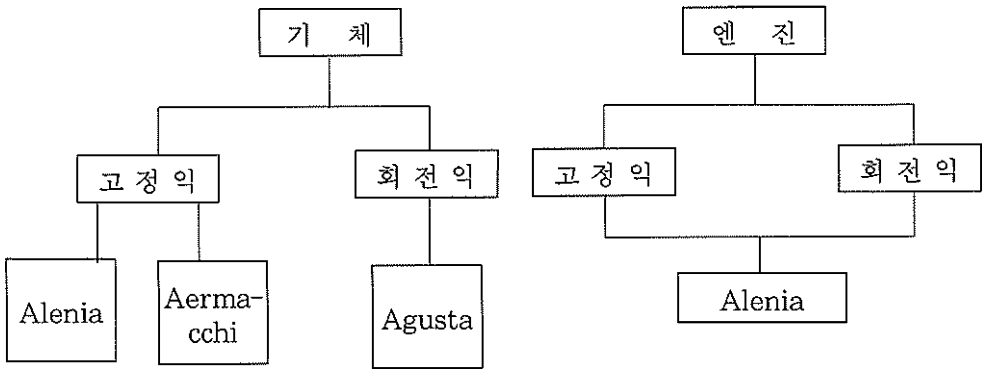 기 체
고 정 익
회 전 익
Alenia
Aerma-
cchi
Agusta
엔 진
고 정 익
회 전 익
Alenia